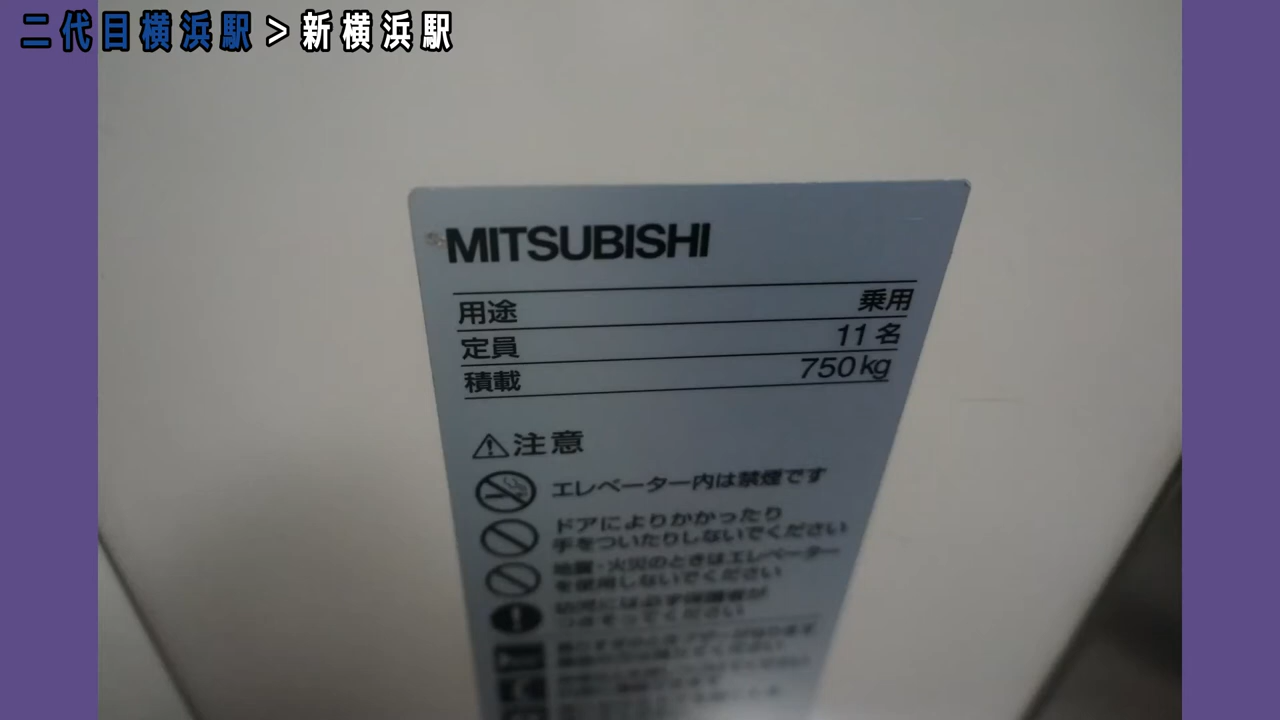 二代目横浜駅>新横浜駅
MITSUBISHI
用途 乗用
定員 11名
積載 750kg
注意
エレベーター内は禁煙です
ドアによりかかったり
手をついたりしないでください
地震・火災のときはエレベーター
を使用しないでください
幼児には必ず保護者が
つきそってください